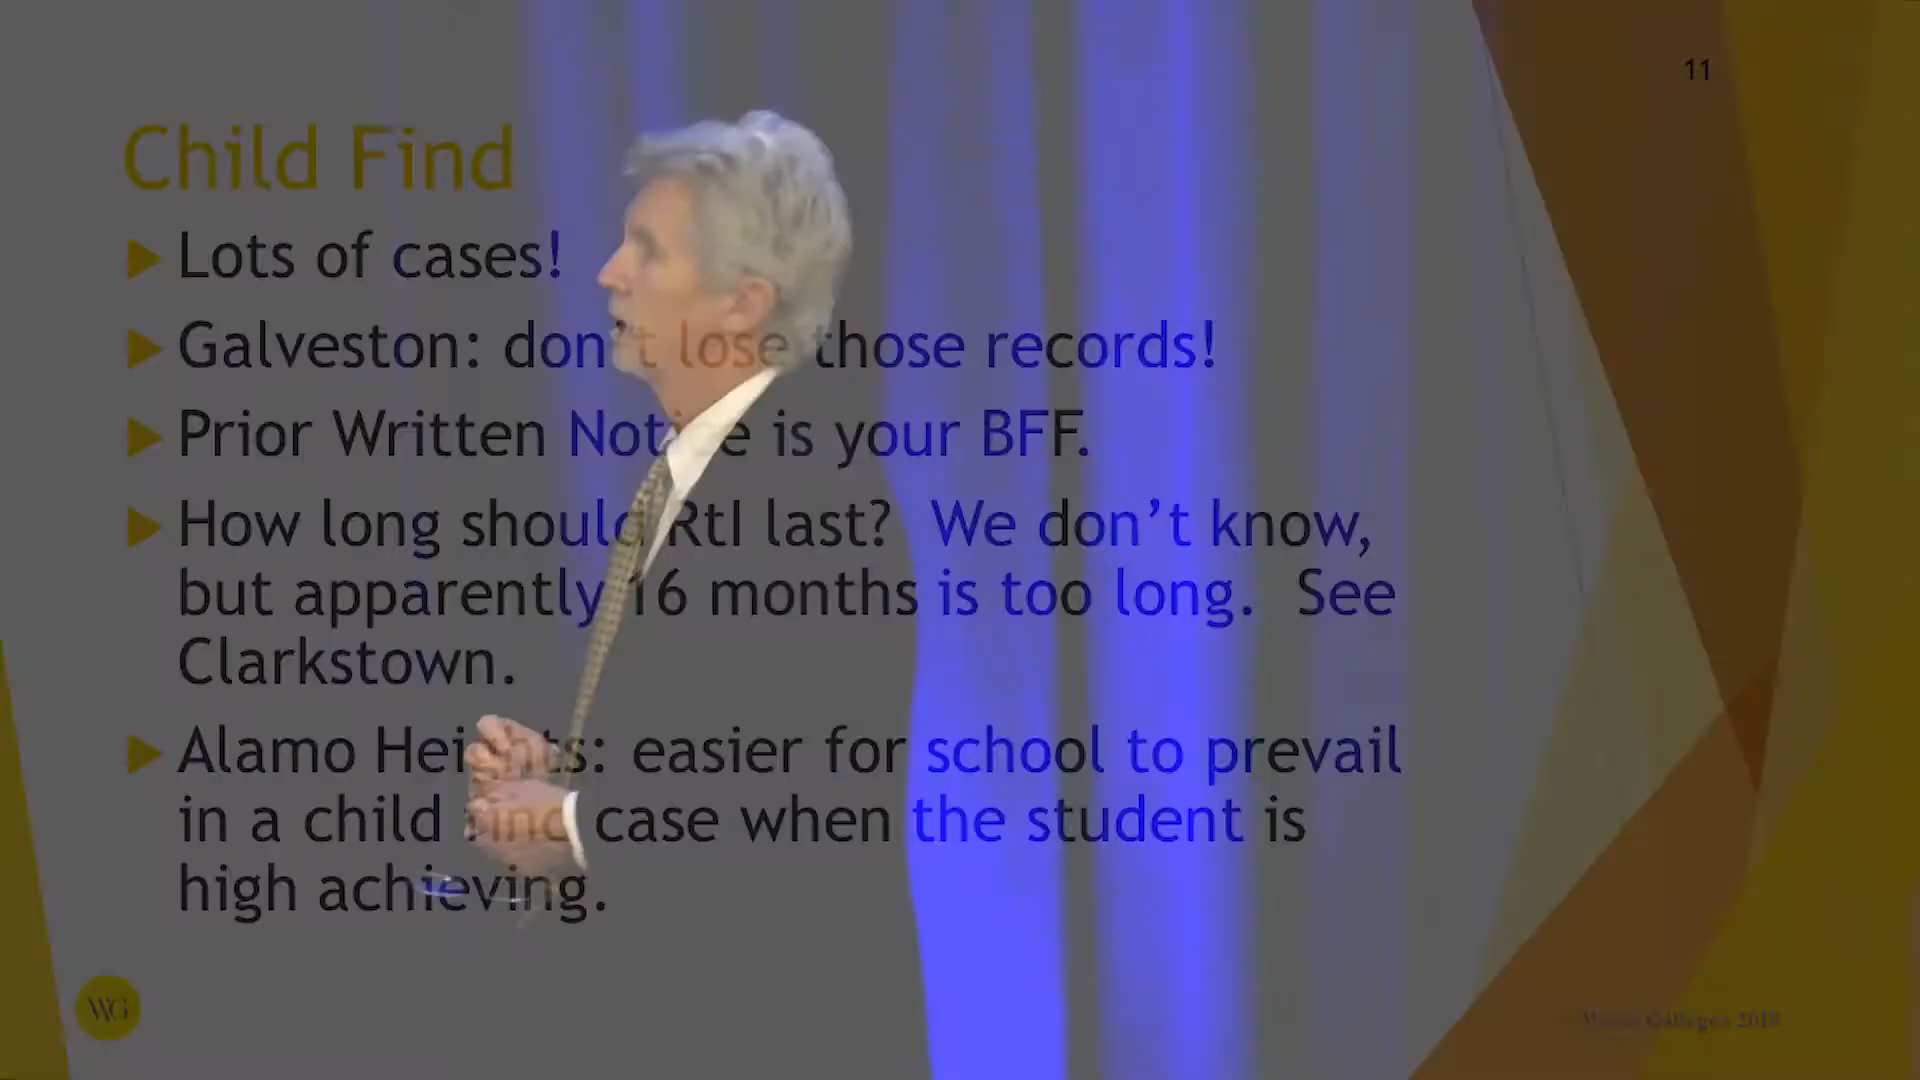 11
Child Find
Lots of cases!
Galveston: don't lose those records!
Prior Written Notice is your BFF.
How long should RtI last?  We don’t know,
but apparently 16 months is too long.  See
Clarkstown.
Alamo Heights: easier for school to prevail
in a child find case when the student is
high achieving.
WG